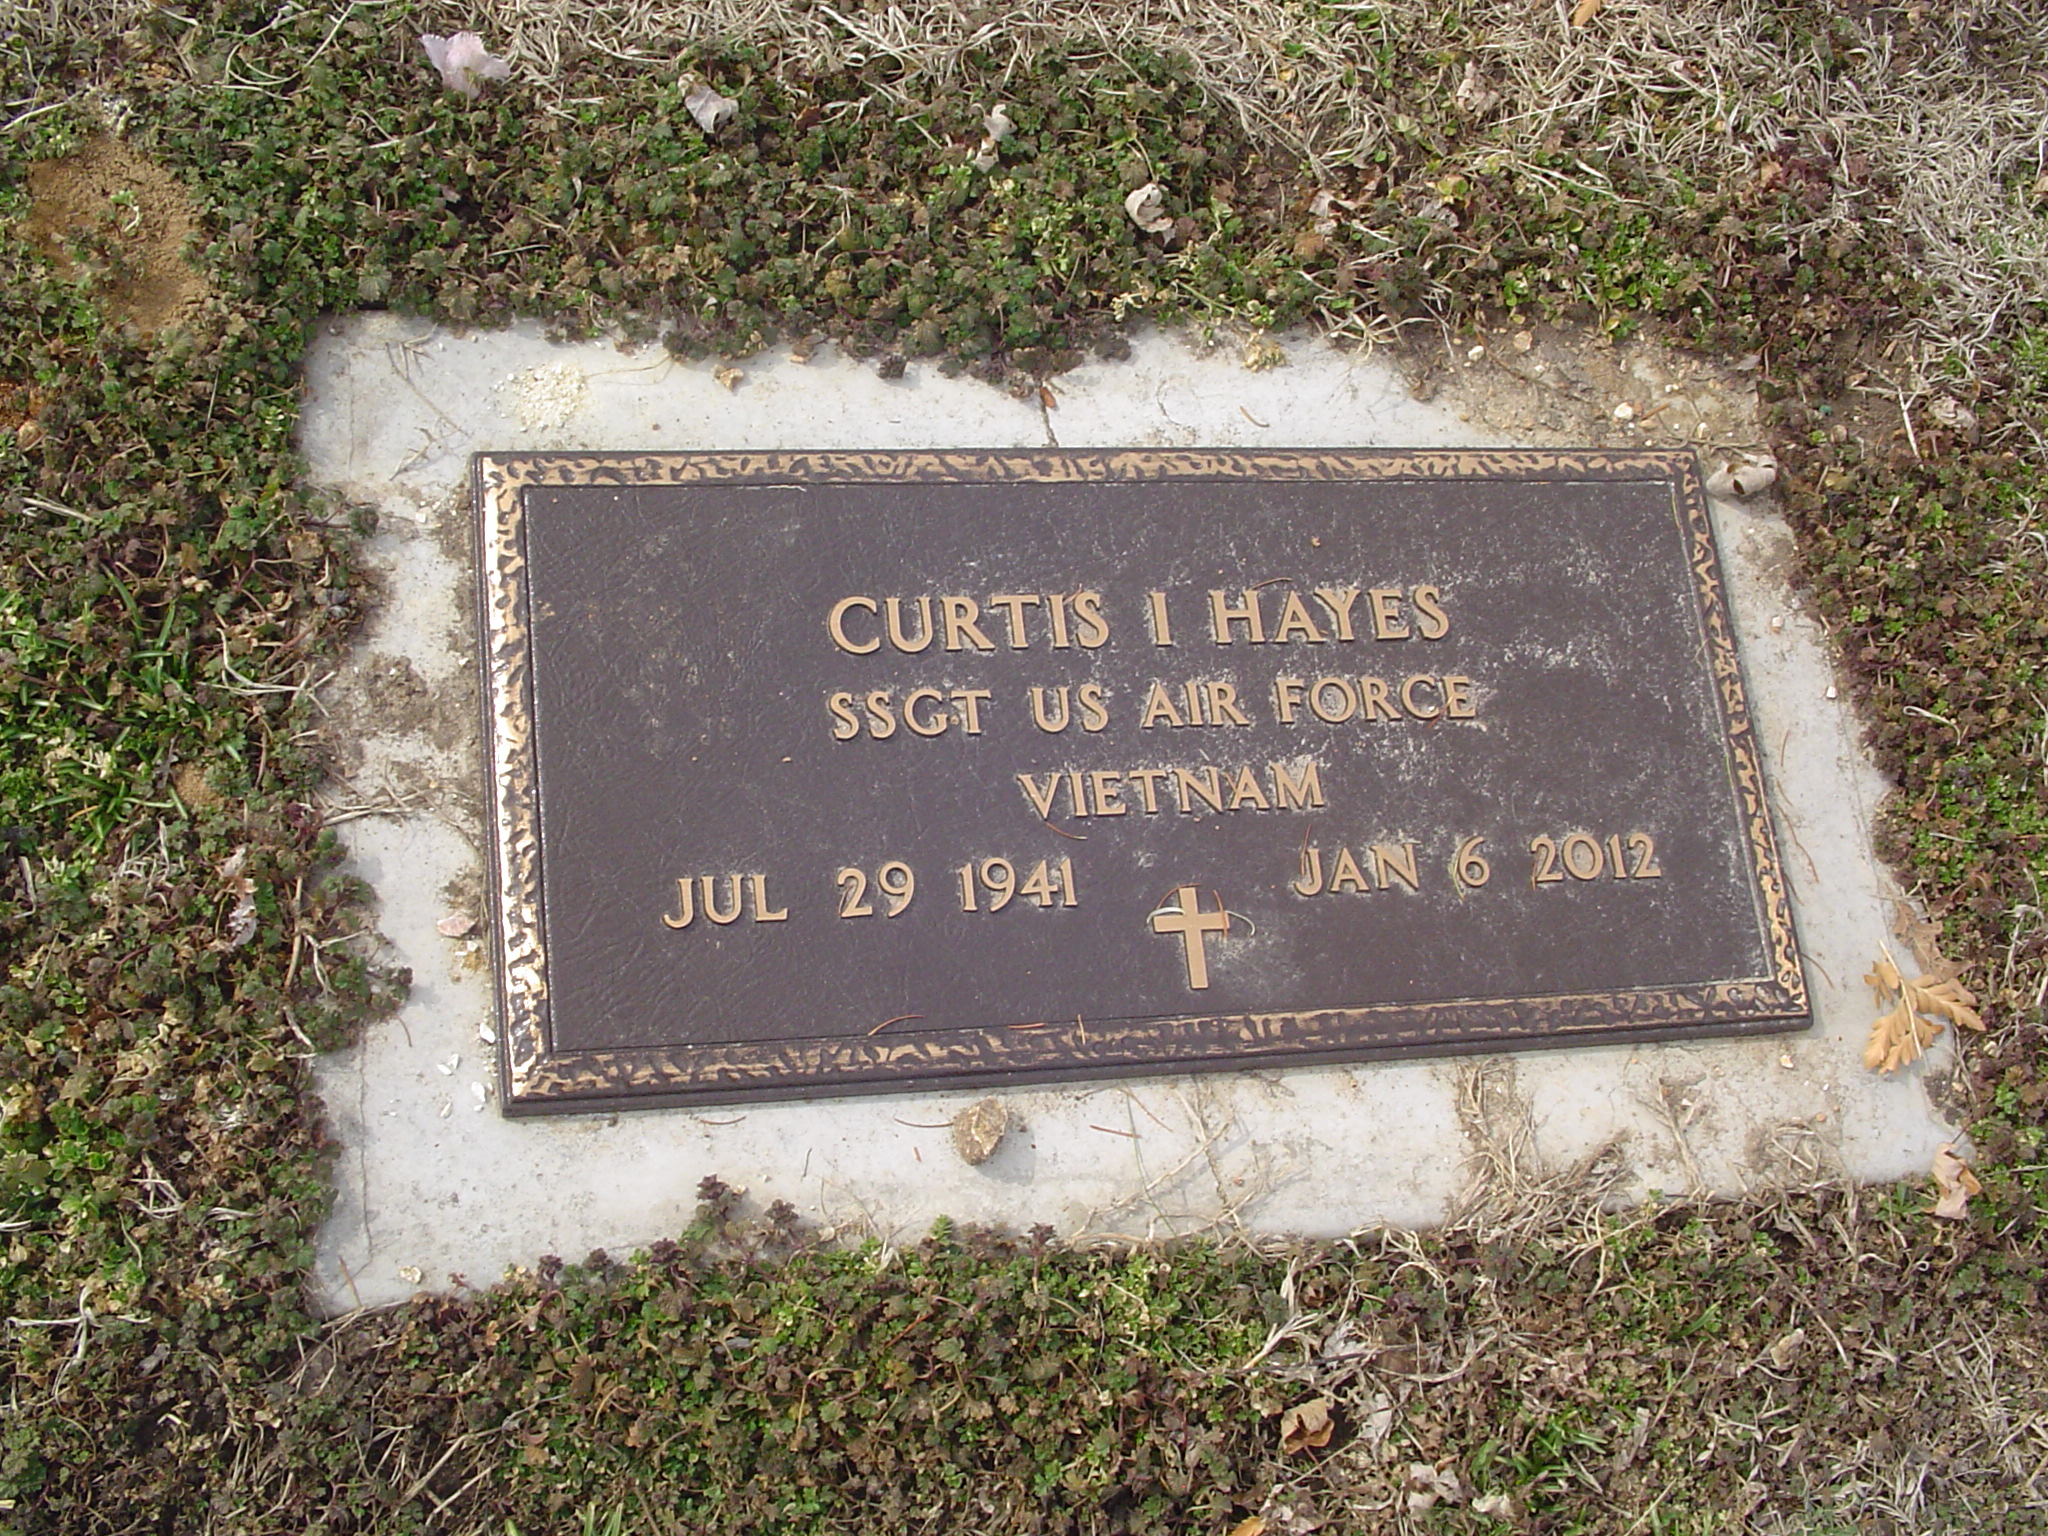 CURTIS I HAYES
SSGT US AIR FORCE
VIETNAM
JUL 29 1941 JAN 6 2012